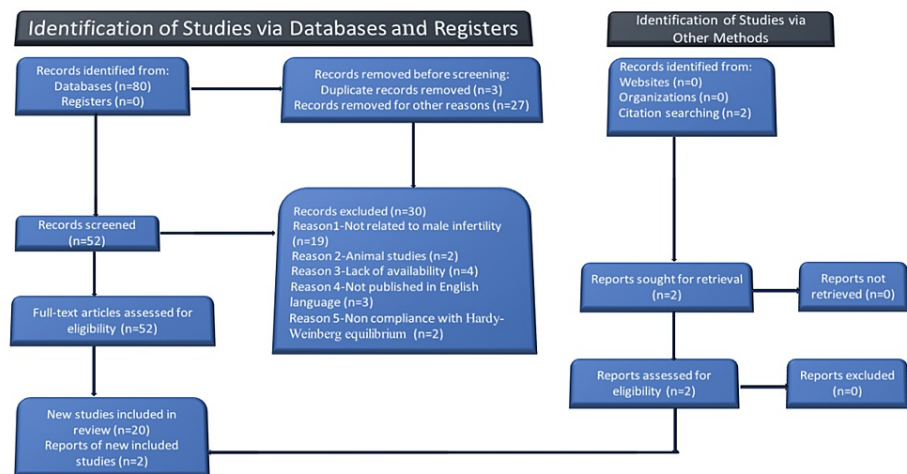 Identification of Studies via Databases and Registers
Identification of Studies via
Other Methods
Records identified from:
Databases (n=80)
Registers (n=0)
Records removed before screening:
Duplicate records removed (n=3)
Records removed for other reasons (n=27)
Records identified from:
Websites (n=0)
Organizations (n=0)
Citation searching (n=2)
Records screened
(n=52)
Records excluded (n=30)
Reason1-Not related to male infertility
(n=19)
Reason 2-Animal studies (n=2)
Reason 3-Lack of availability (n=4)
Reason 4-Not published in English
language (n=3)
Reason 5-Non compliance with Hardy-
Weinberg equilibrium (n=2)
Reports sought for retrieval
(n=2)
Reports not
retrieved (n=0)
Full-text articles assessed for
eligibility (n=52)
Reports assessed for
eligibility (n=2)
Reports excluded
(n=0)
New studies included in
review (n=20)
Reports of new included
studies (n=2)